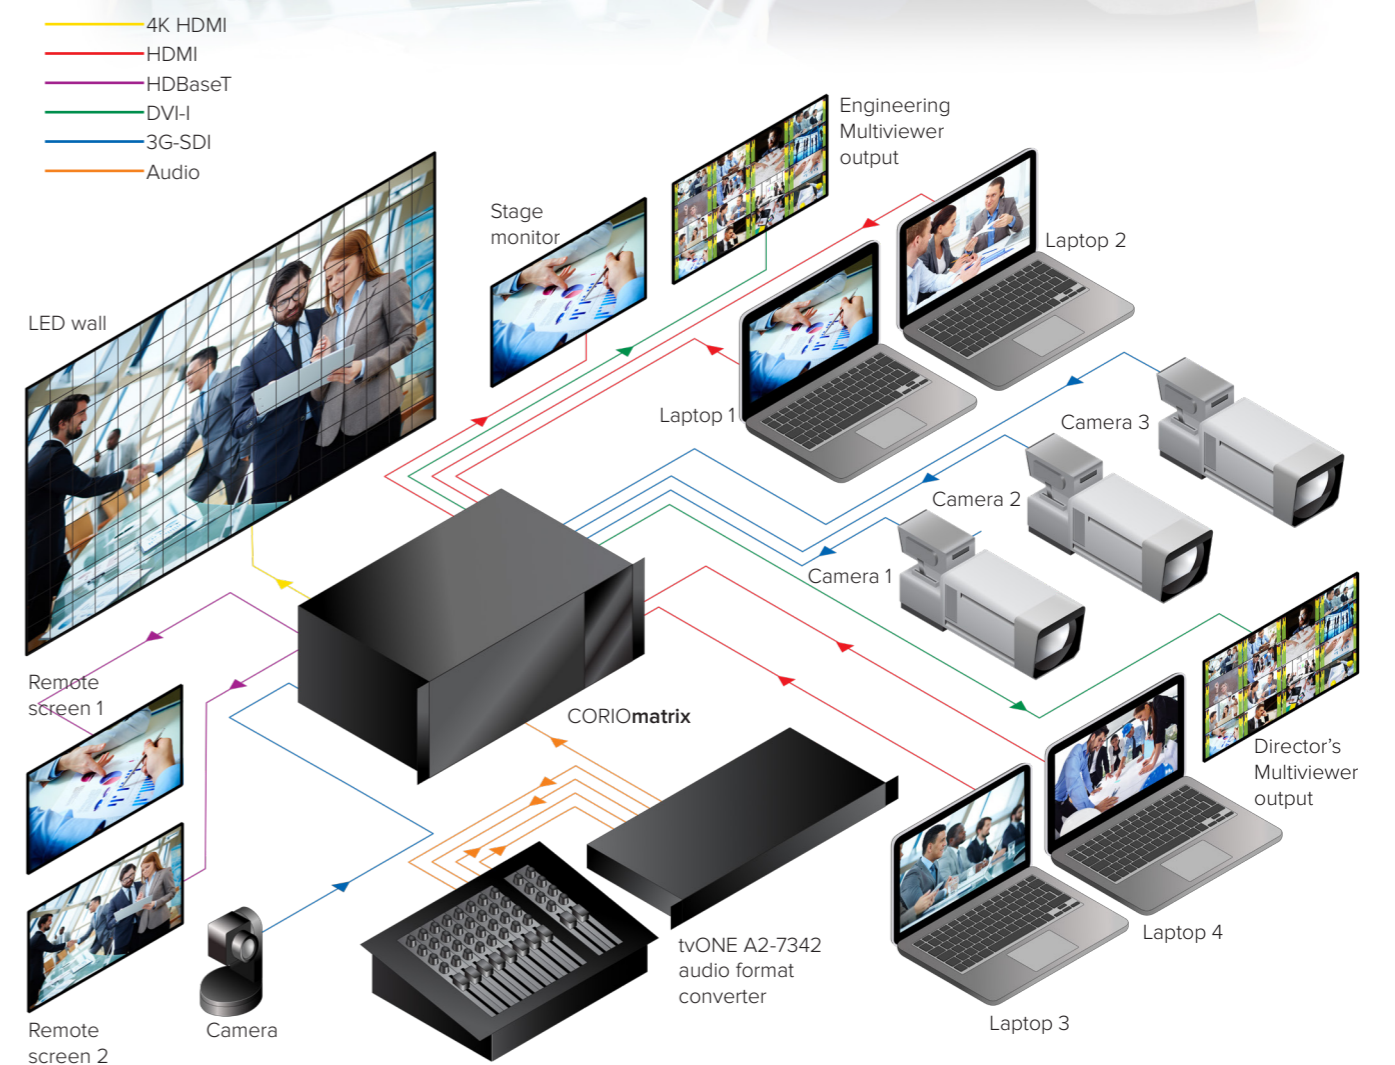 4K HDMI
HDMI
HDBaseT
DVI-I
3G-SDI
Audio
Engineering
Multiviewer
output
Stage
monitor
Laptop 2
LED wall
Laptop 1
Camera 3
Camera 2
Camera 1
Remote
screen 1
CORIOmatrix
Director's
Multiviewer
output
tvONE A2-7342
audio format
converter
Laptop 4
Laptop 3
Camera
Remote
screen 2